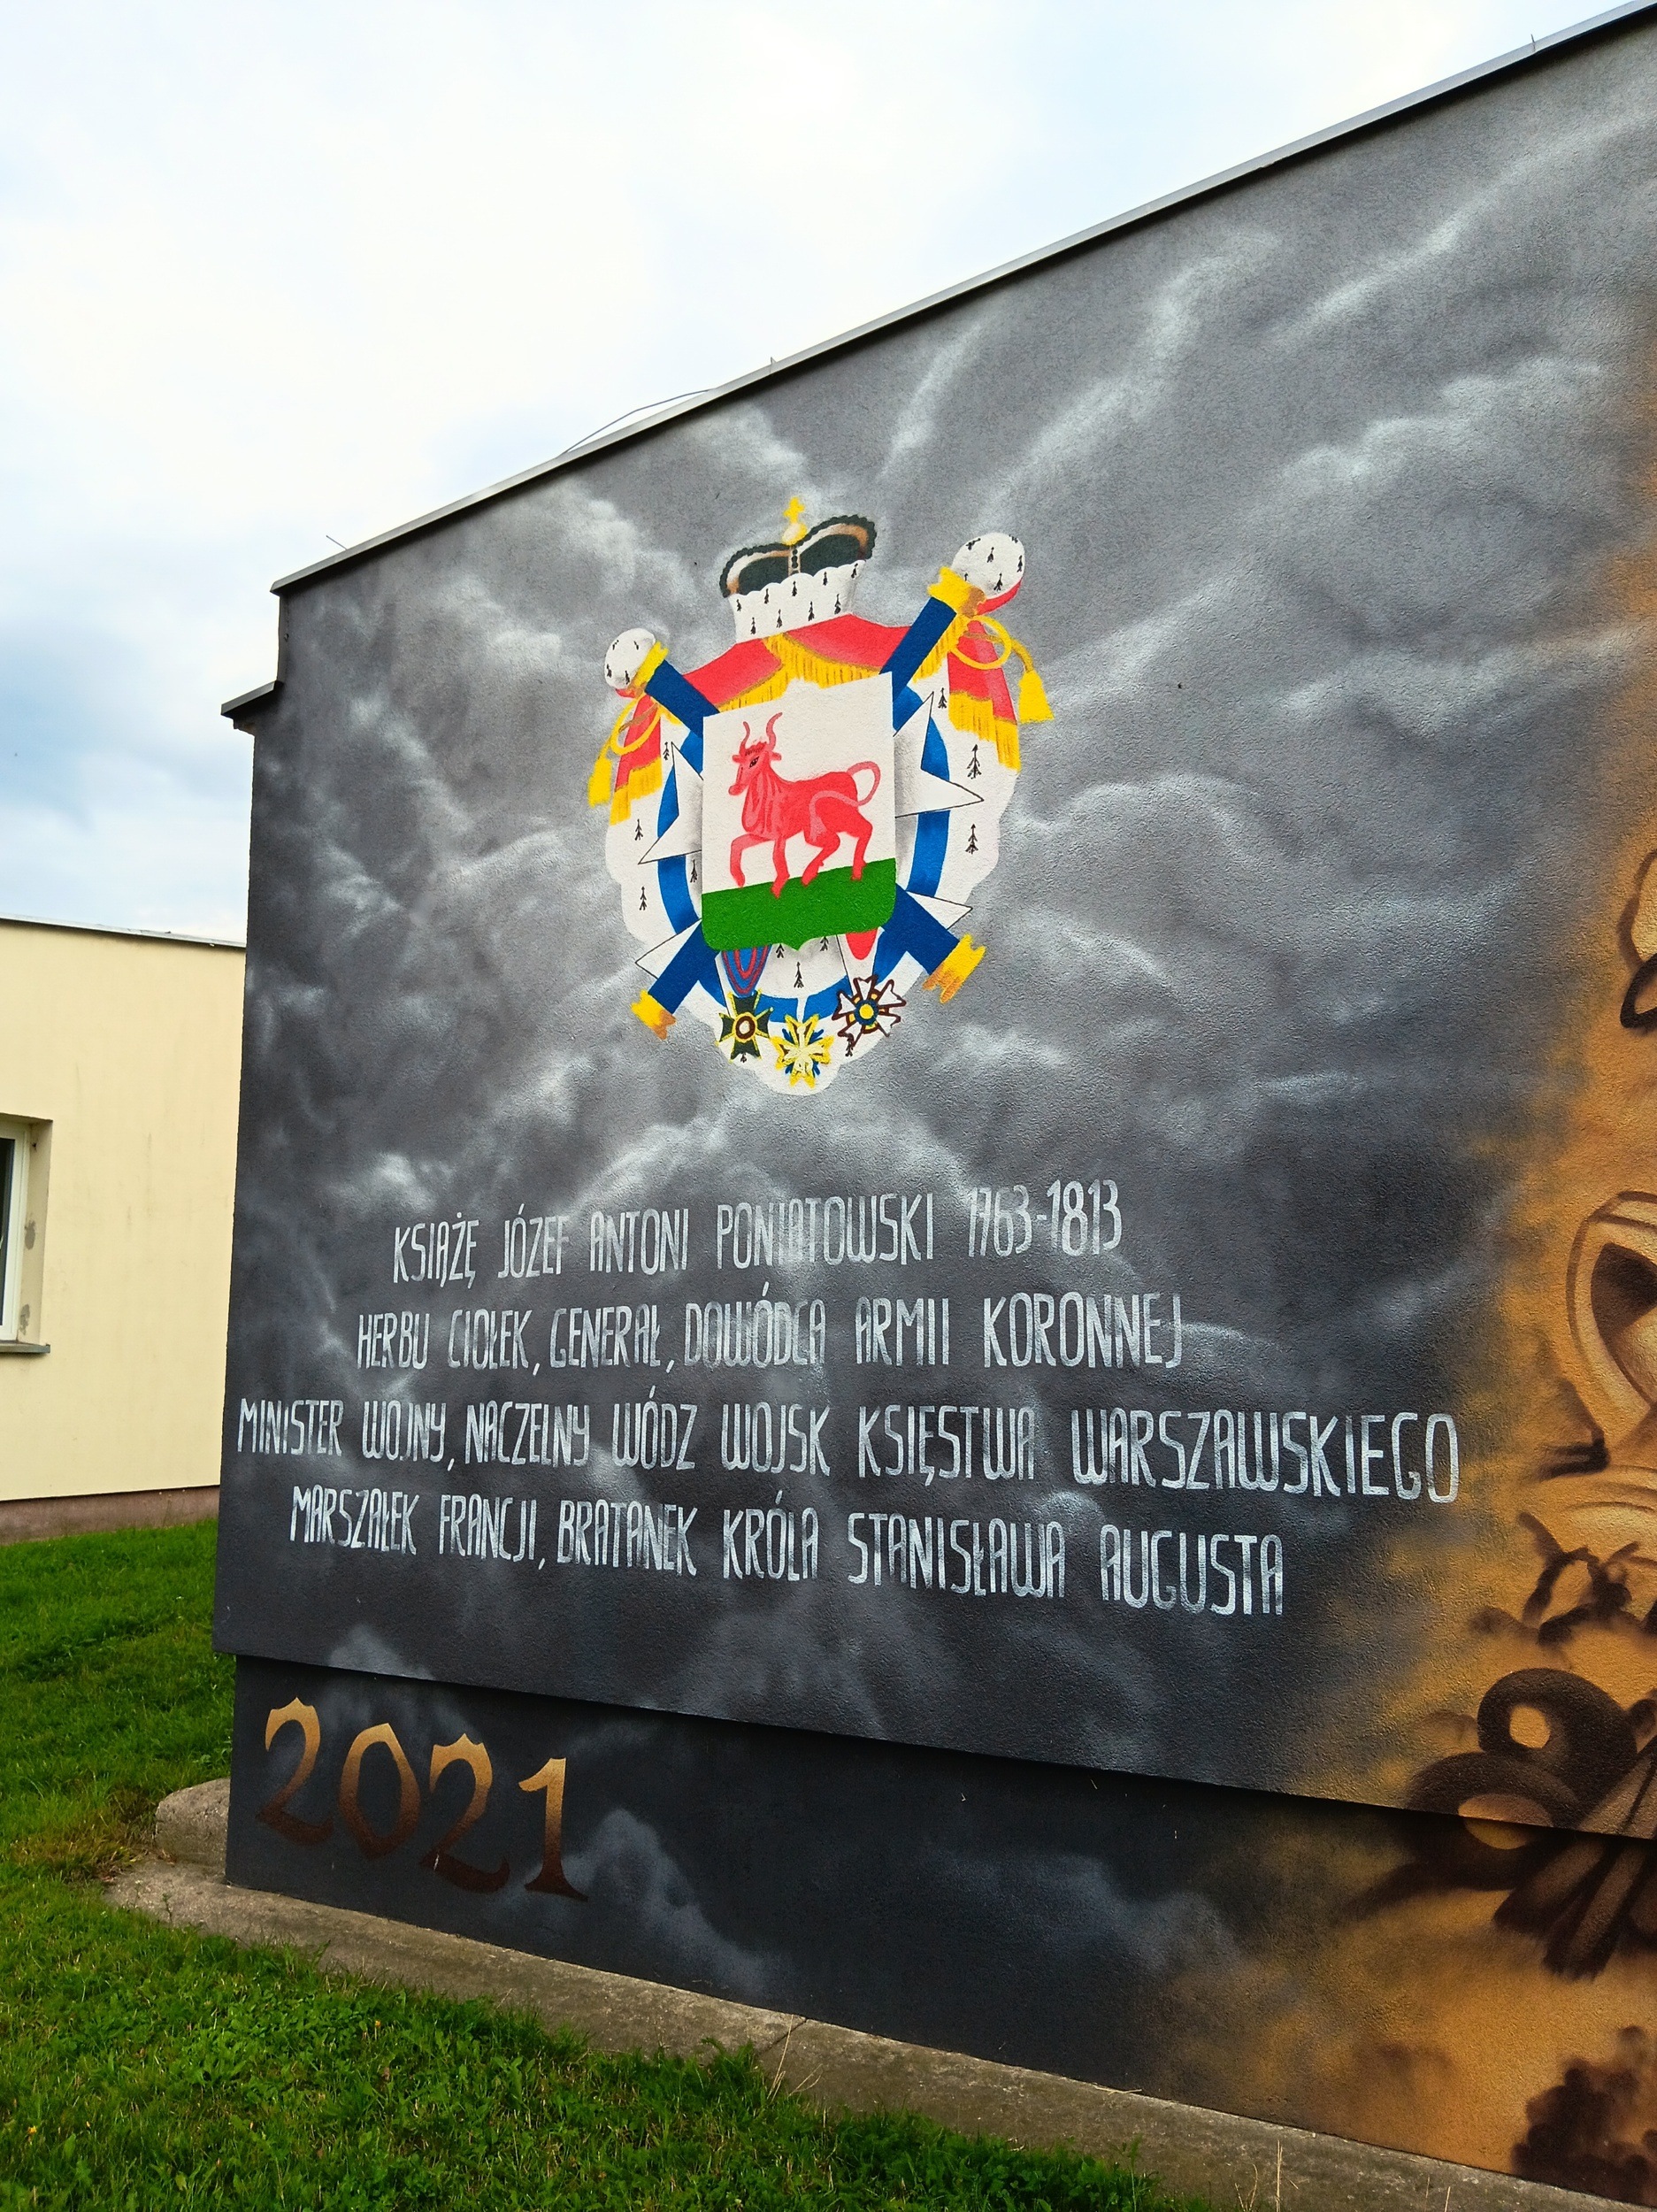 KSIĄŻĘ JÓZEF ANTONI PONIATOWSKI 1763-1813
HERBU CIOŁEK, GENERAŁ, DOWÓDCA ARMII KORONNEJ
MINISTER WOJNY, NACZELNY WÓDZ WOJSK KSIĘSTWA WARSZAWSKIEGO
MARSZAŁEK FRANCJI, BRATANEK KRÓLA STANISŁAWA AUGUSTA
2021